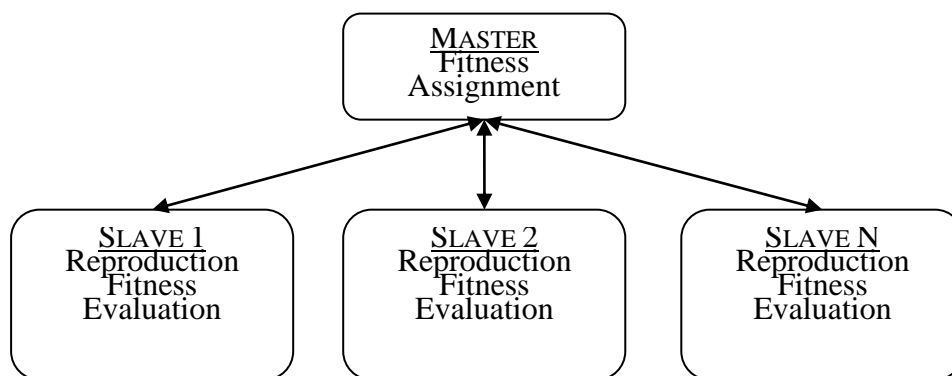 MASTER
Fitness
Assignment
SLAVE 1
Reproduction
Fitness
Evaluation
SLAVE 2
Reproduction
Fitness
Evaluation
SLAVE N
Reproduction
Fitness
Evaluation